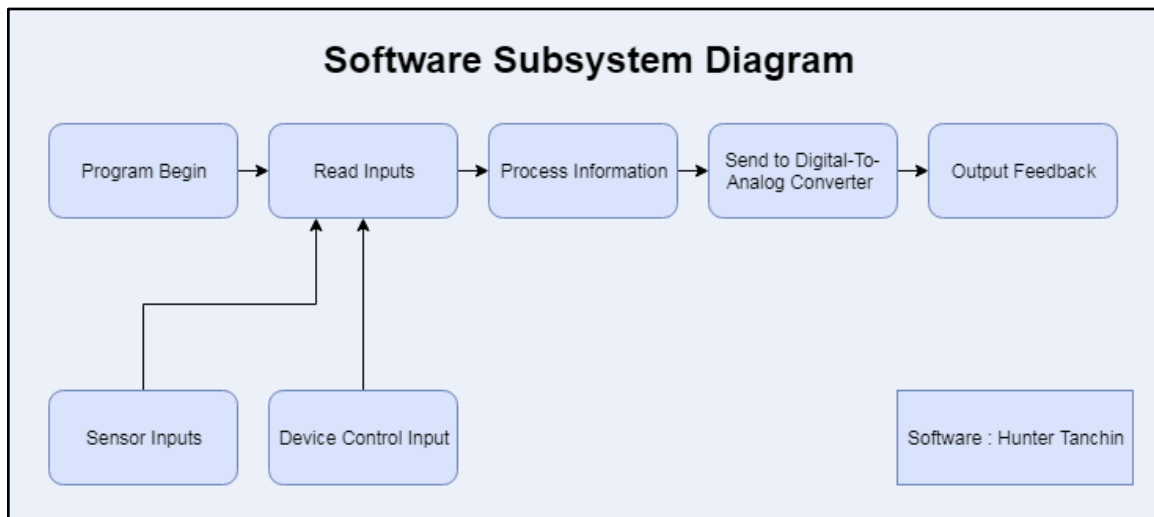 Software Subsystem Diagram
Program Begin
Read Inputs
Process Information
Send to Digital-To-
Analog Converter
Output Feedback
Sensor Inputs
Device Control Input
Software : Hunter Tanchin